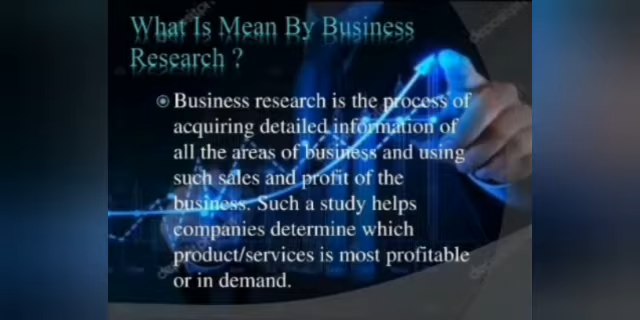 What Is Mean By Business
Research ?
Business research is the process of
acquiring detailed information of
all the areas of business and using
such sales and profit of the
business. Such a study helps
companies determine which
product/services is most profitable
or in demand.